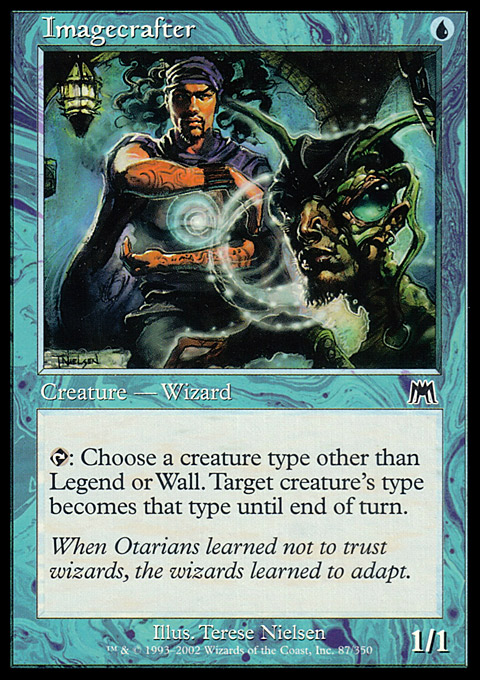 Imagecrafter
T.NIELSEN
Creature — Wizard
: Choose a creature type other than
Legend or Wall. Target creature's type
becomes that type until end of turn.
When Otarians learned not to trust
wizards, the wizards learned to adapt.
Illus. Terese Nielsen
™ & © 1993-2002 Wizards of the Coast, Inc. 87/350
1/1